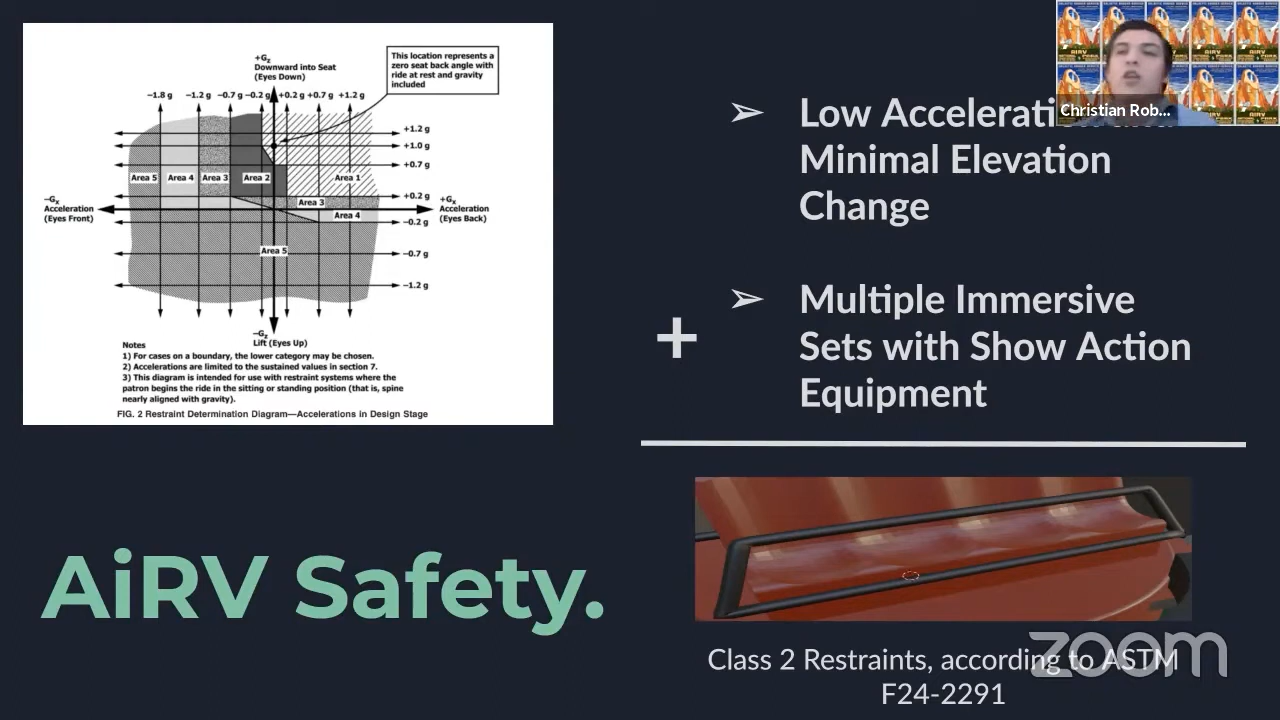 +Gz
Downward into Seat
(Eyes Down)
This location represents a
zero seat back angle with
ride at rest and gravity
included
−1.8 g −1.2 g −0.7 g −0.2 g +0.2 g +0.7 g +1.2 g
+1.2 g
+1.0 g
+0.7 g
Area 5 Area 4 Area 3 Area 2 Area 1
+0.2 g
−Gx
Acceleration
(Eyes Front)
Area 3
+Gx
Acceleration
(Eyes Back)
Area 4
−0.2 g
Area 5
−0.7 g
−1.2 g
−Gz
Lift (Eyes Up)
Notes
1) For cases on a boundary, the lower category may be chosen.
2) Accelerations are limited to the sustained values in section 7.
3) This diagram is intended for use with restraint systems where the
patron begins the ride in the sitting or standing position (that is, spine
nearly aligned with gravity).
FIG. 2 Restraint Determination Diagram—Accelerations in Design Stage
AiRV Safety.
Christian Rob...
➢ Low
Minimal Elevation
Change
+
➢ Multiple Immersive
Sets with Show Action
Equipment
Class 2 Restraints, according to ASTM
F24-2291
zoom